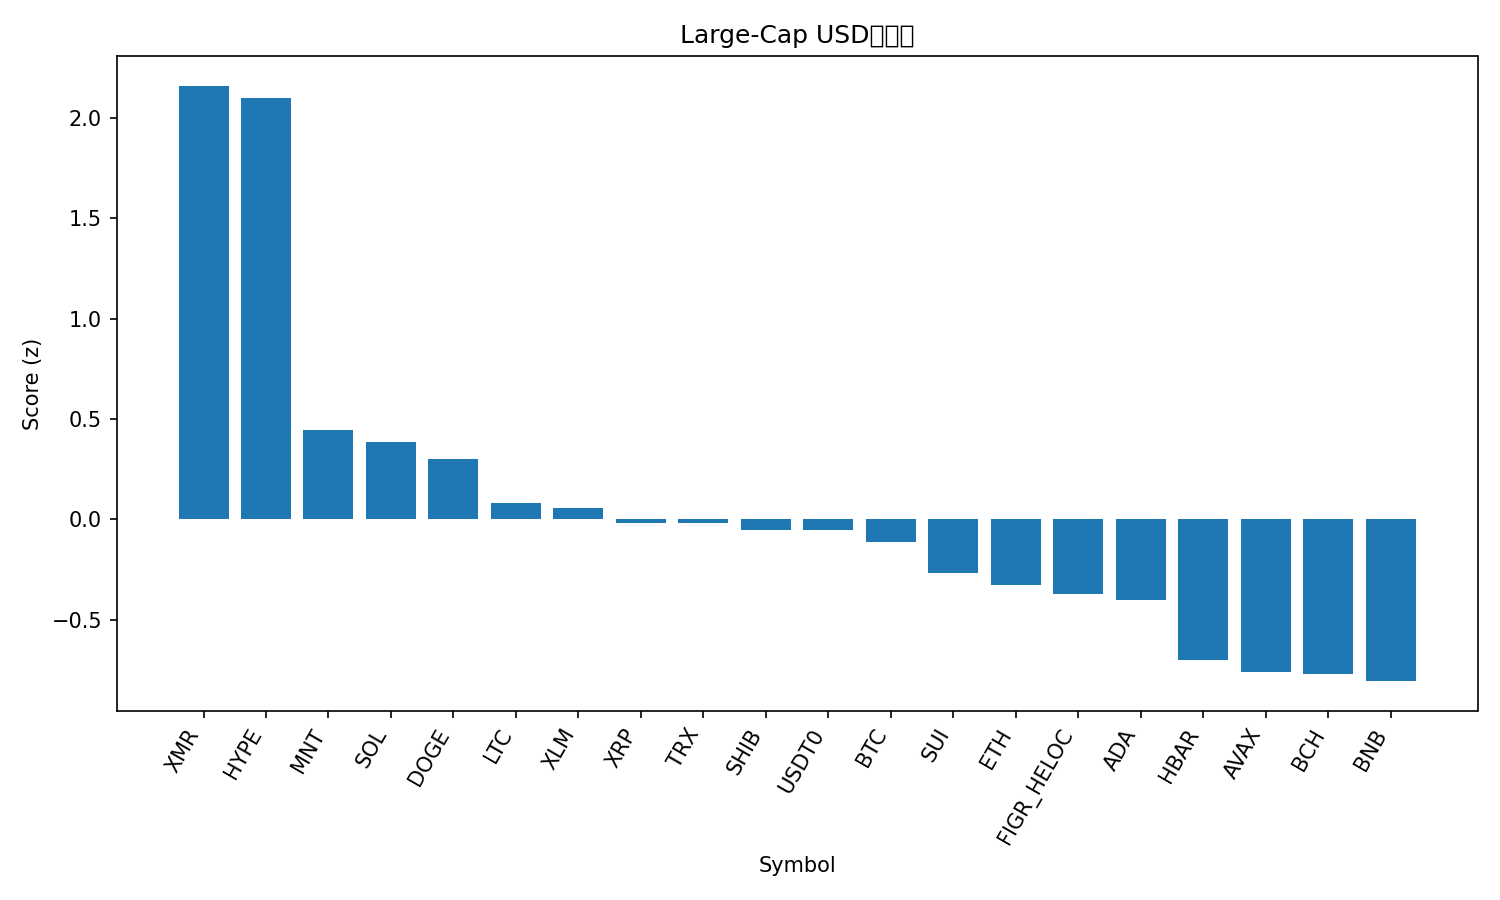 Large-Cap USD
Score (z)
2.0
1.5
1.0
0.5
0.0
−0.5
XMR
HYPE
MNT
SOL
DOGE
LTC
XLM
XRP
TRX
SHIB
USDT0
BTC
SUI
ETH
FIGR_HELOC
ADA
HBAR
AVAX
BCH
BNB
Symbol